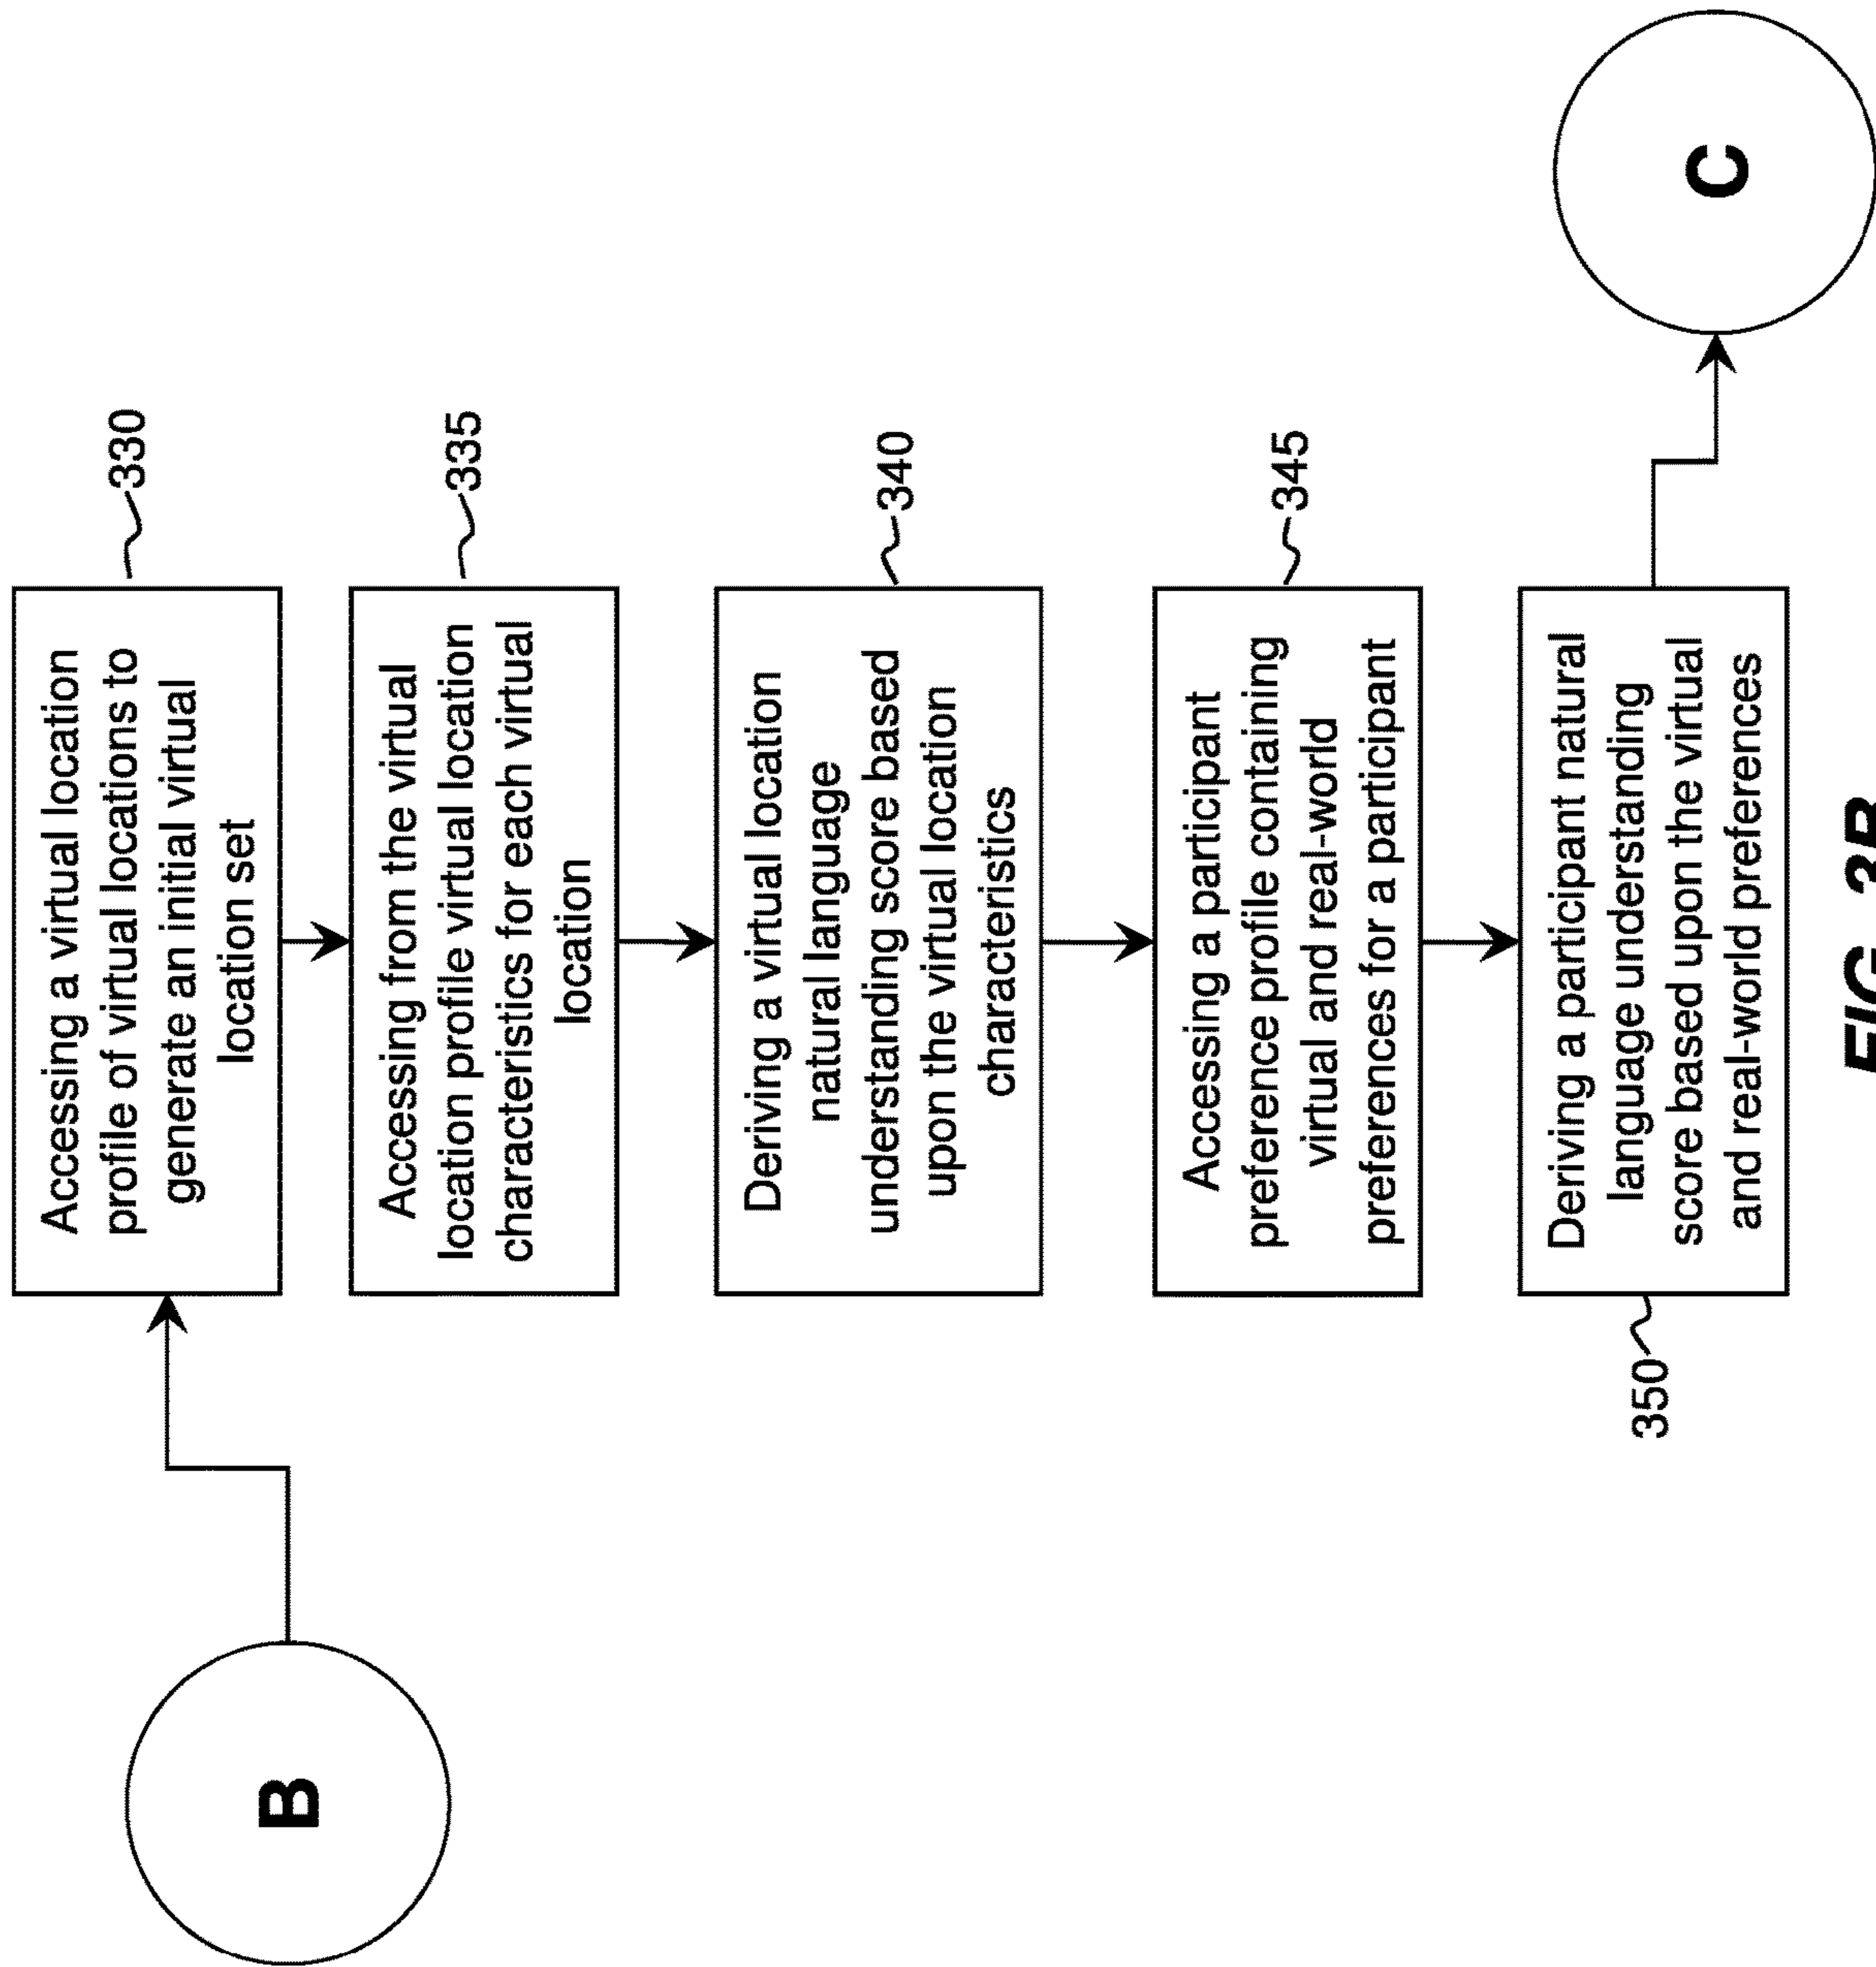 B
Accessing a virtual location
profile of virtual locations to
generate an initial virtual
location set
330
Accessing from the virtual
location profile virtual location
characteristics for each virtual
location
335
Deriving a virtual location
natural language
understanding score based
upon the virtual location
characteristics
340
Accessing a participant
preference profile containing
virtual and real-world
preferences for a participant
345
350
Deriving a participant natural
language understanding
score based upon the virtual
and real-world preferences
C
FIG. 3B